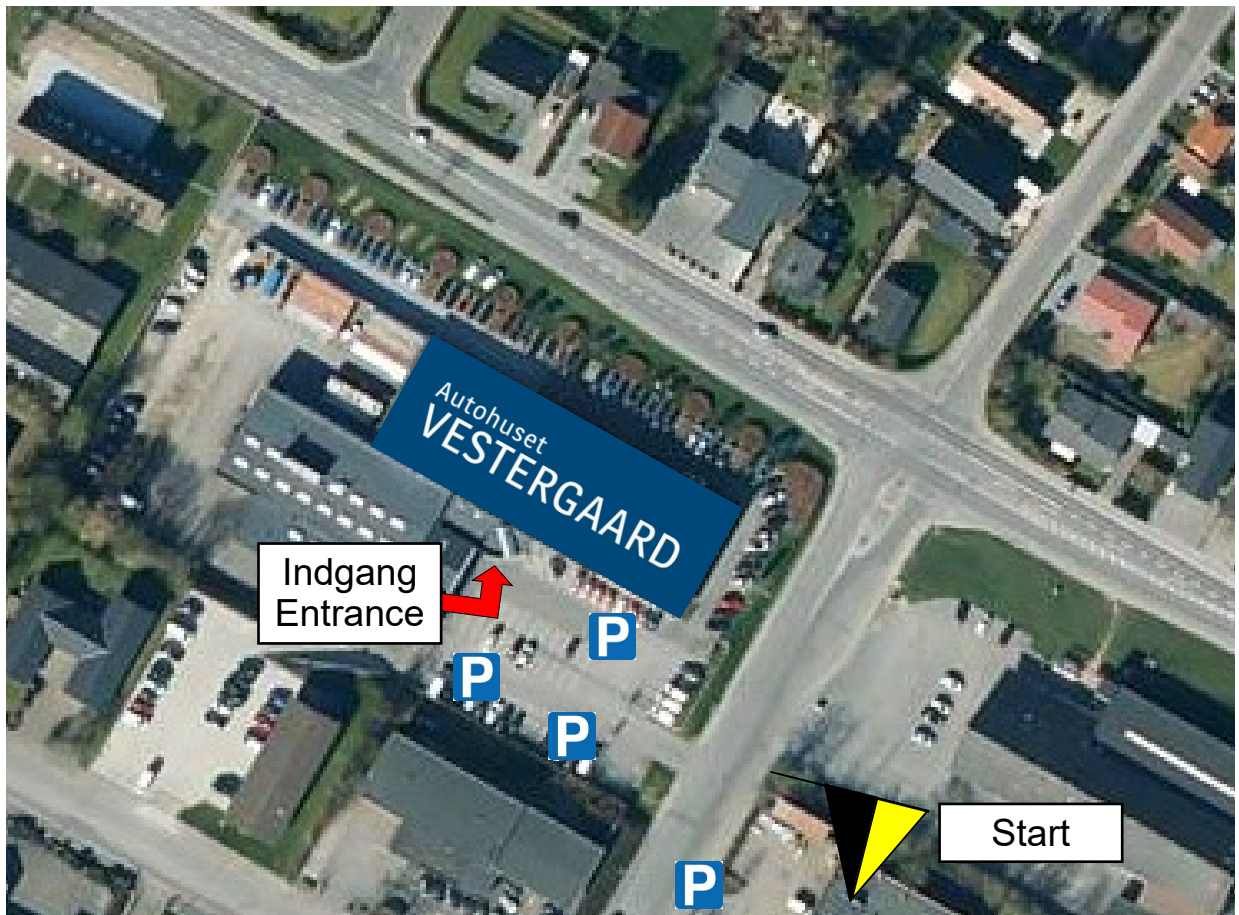 Autohuset
VESTERGAARD
Indgang
Entrance
P
P
P
Start
P